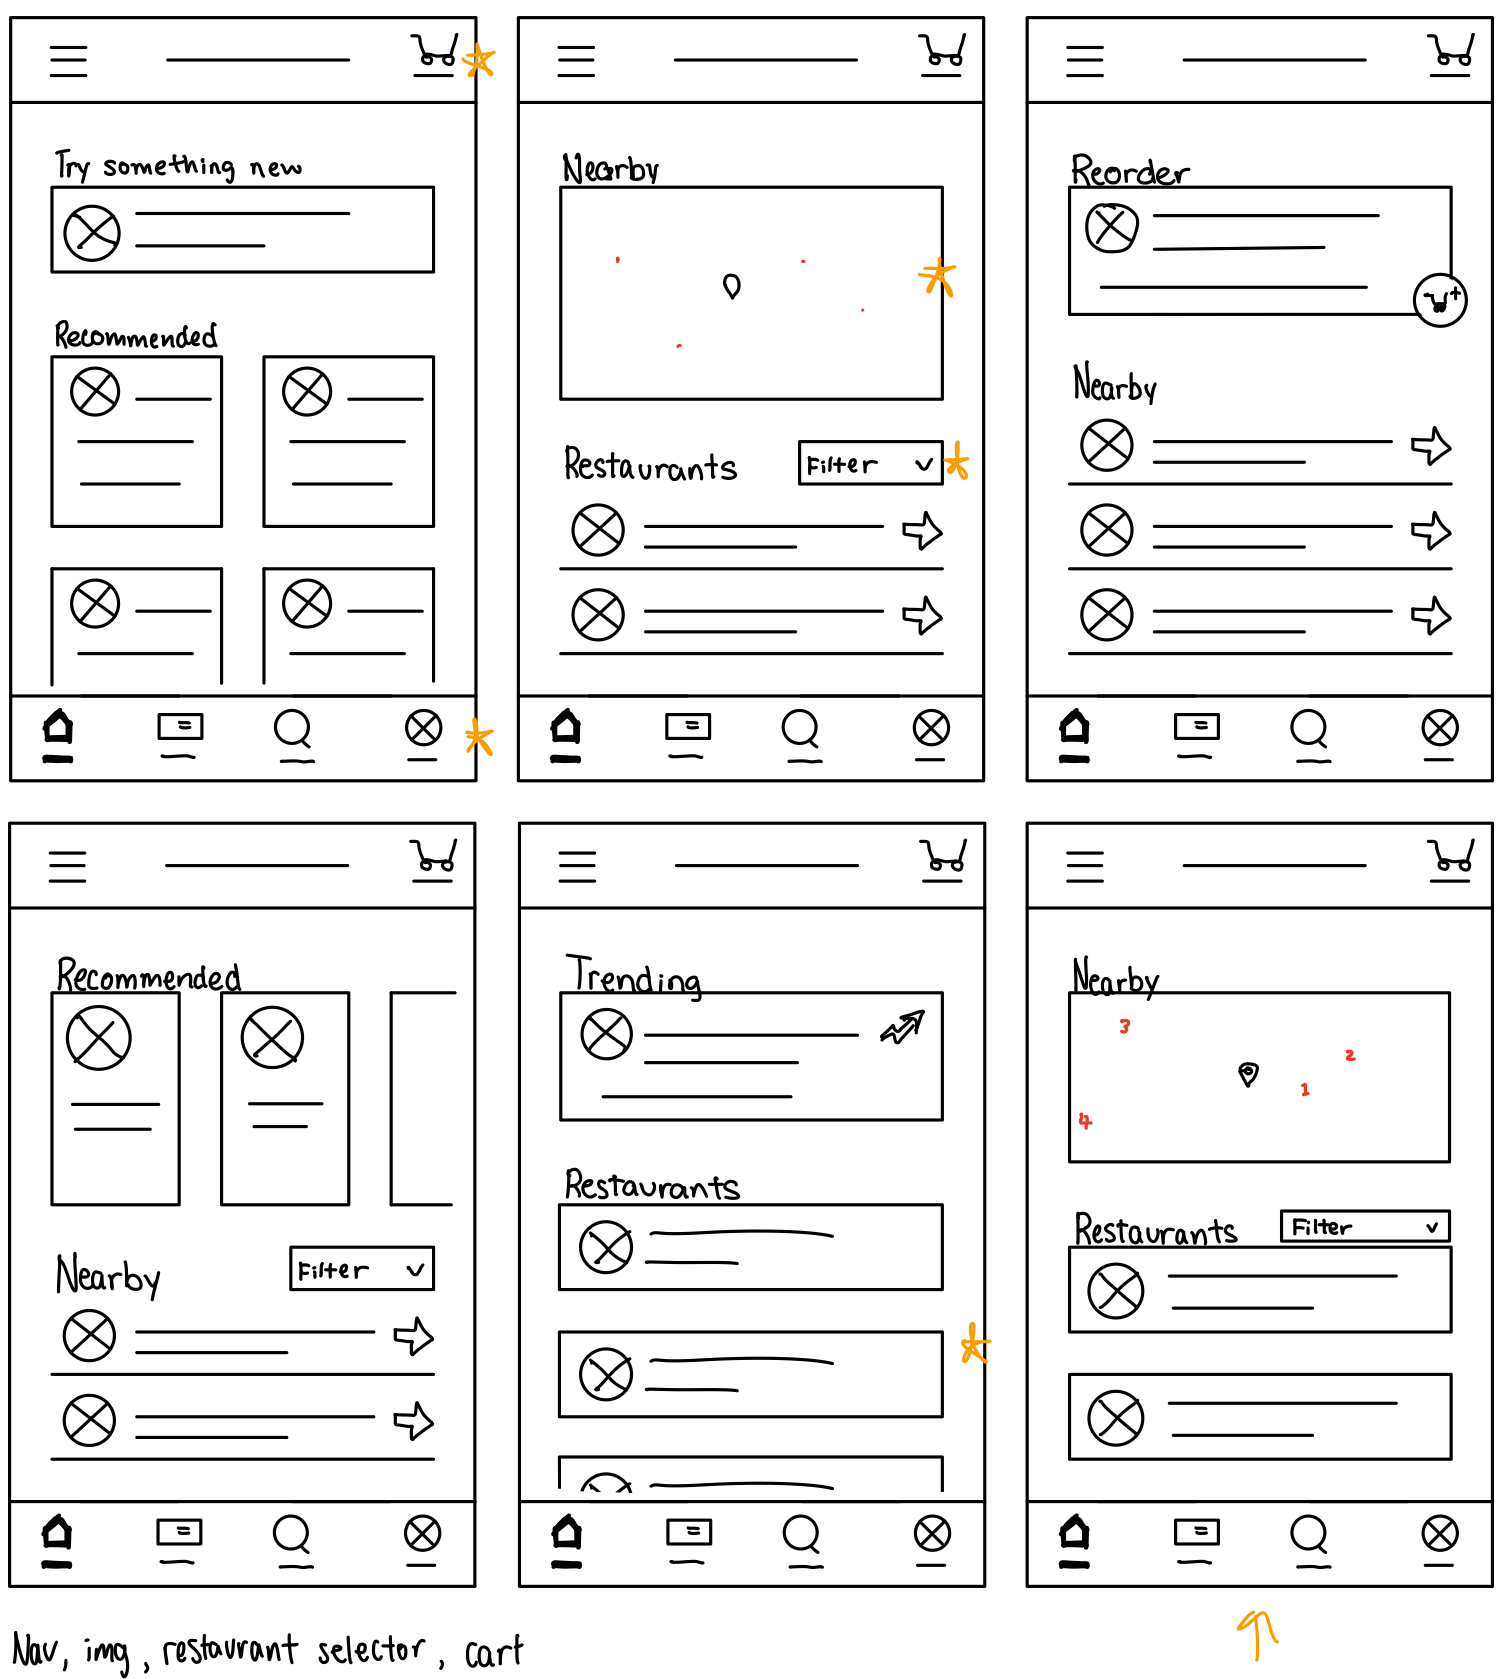 Try something new
Recommended
Nearby
Restaurants
Filter
Reorder
Nearby
Recommended
Nearby
Filter
Trending
Restaurants
Nearby
3
2
1
4
Restaurants
Filter
Nav, img, restaurant selector, cart